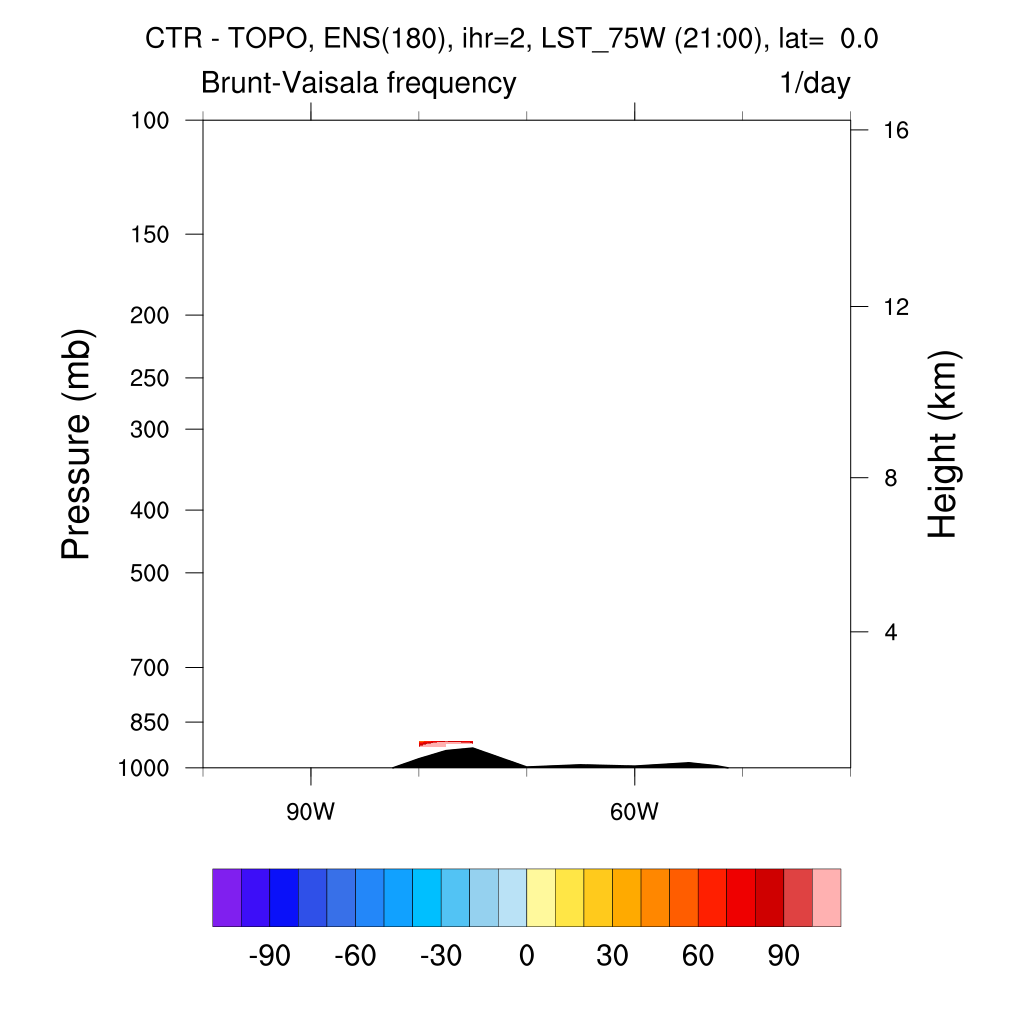 CTR - TOPO, ENS(180), ihr=2, LST_75W (21:00), lat=  0.0
Brunt-Vaisala frequency 1/day
100
150
200
250
300
400
500
700
850
1000
Pressure (mb)
16
12
8
4
Height (km)
90W 60W
-90 -60 -30 0 30 60 90